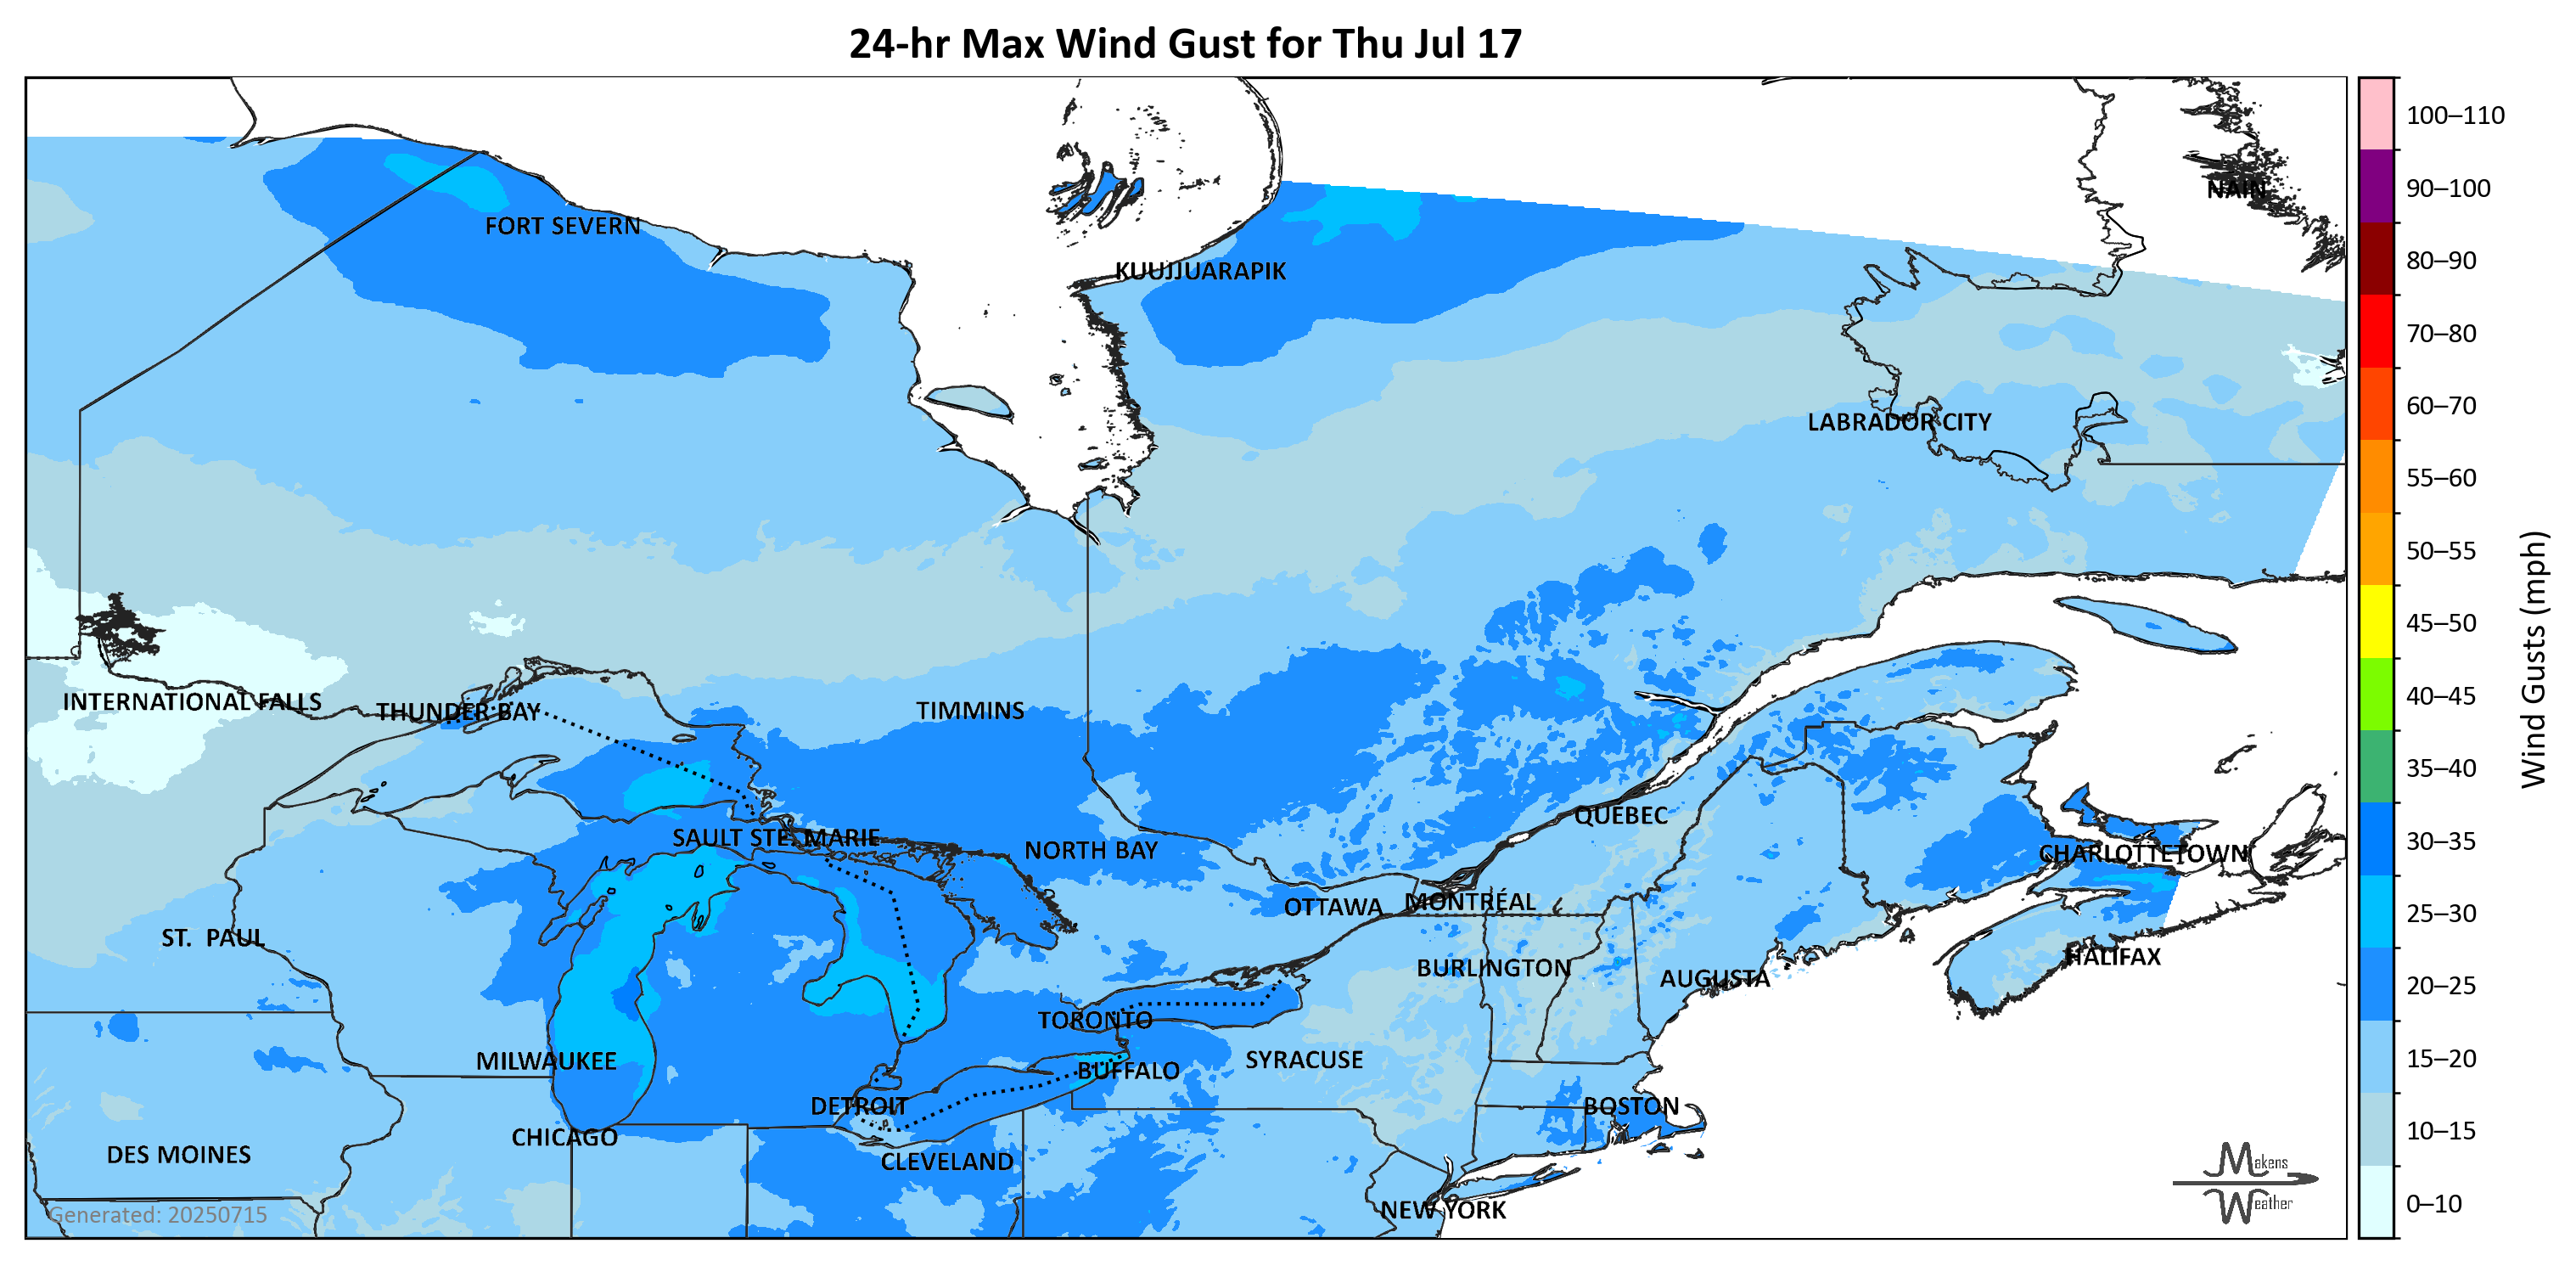 24-hr Max Wind Gust for Thu Jul 17
100–110
90–100
NAIN
80–90
FORT SEVERN
KUUJJUARAPIK
70–80
60–70
LABRADOR CITY
55–60
50–55
45–50
40–45
INTERNATIONAL FALLS
THUNDER BAY
TIMMINS
35–40
Wind Gusts (mph)
QUEBEC
30–35
SAULT STE. MARIE
NORTH BAY
CHARLOTTETOWN
OTTAWA
MONTRÉAL
25–30
ST. PAUL
BURLINGTON
AUGUSTA
HALIFAX
20–25
TORONTO
MILWAUKEE
BUFFALO
SYRACUSE
15–20
DETROIT
BOSTON
CHICAGO
10–15
DES MOINES
CLEVELAND
Makens
Weather
NEW YORK
0–10
Generated: 20250715